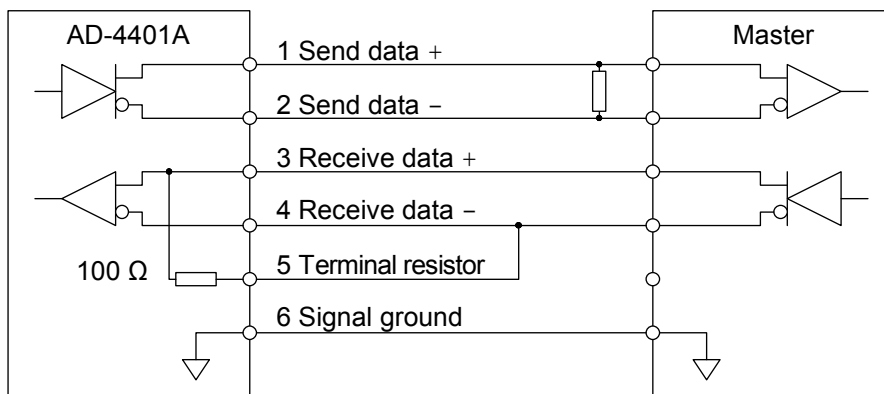 AD-4401A
Master
1 Send data +
2 Send data −
3 Receive data +
4 Receive data −
100 Ω
5 Terminal resistor
6 Signal ground